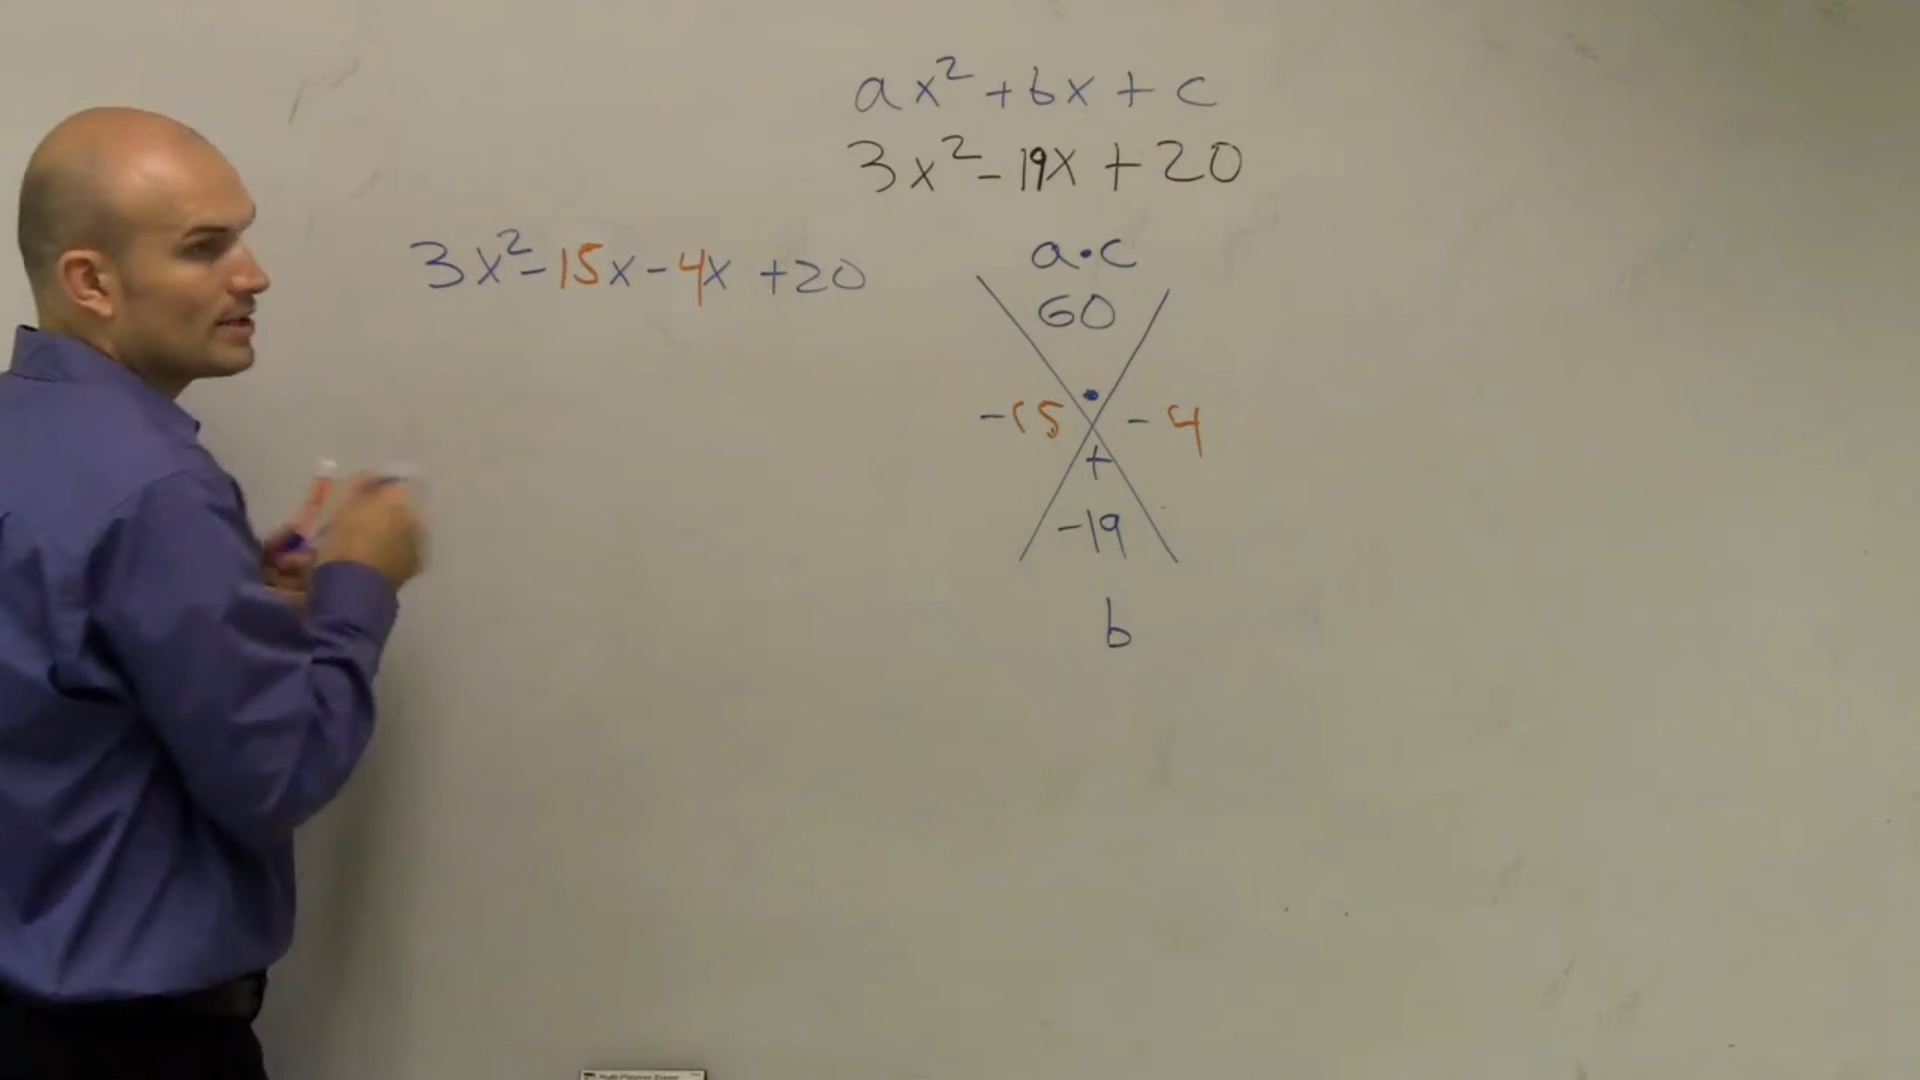 ax² + bx + c
3x² - 19x + 20
3x² - 15x - 4x + 20
a•c
60
•
-15 - 4
+
-19
b